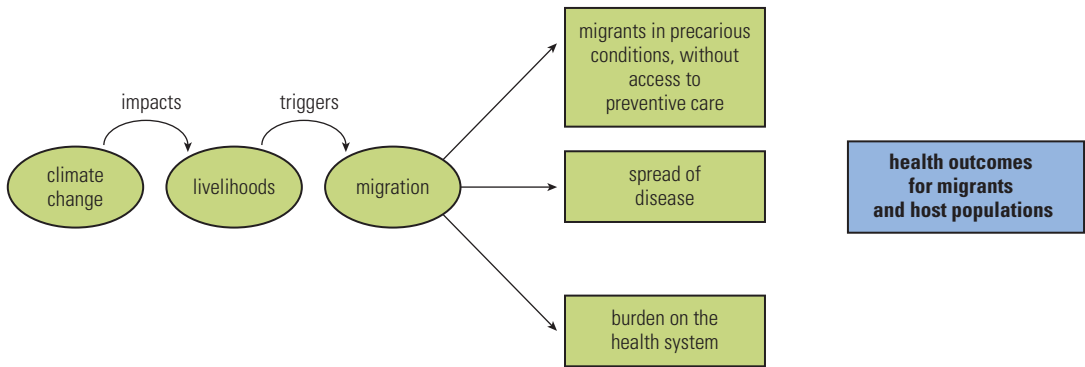 impacts
triggers
climate
change
livelihoods
migration
migrants in precarious
conditions, without
access to
preventive care
spread of
disease
burden on the
health system
health outcomes
for migrants
and host populations